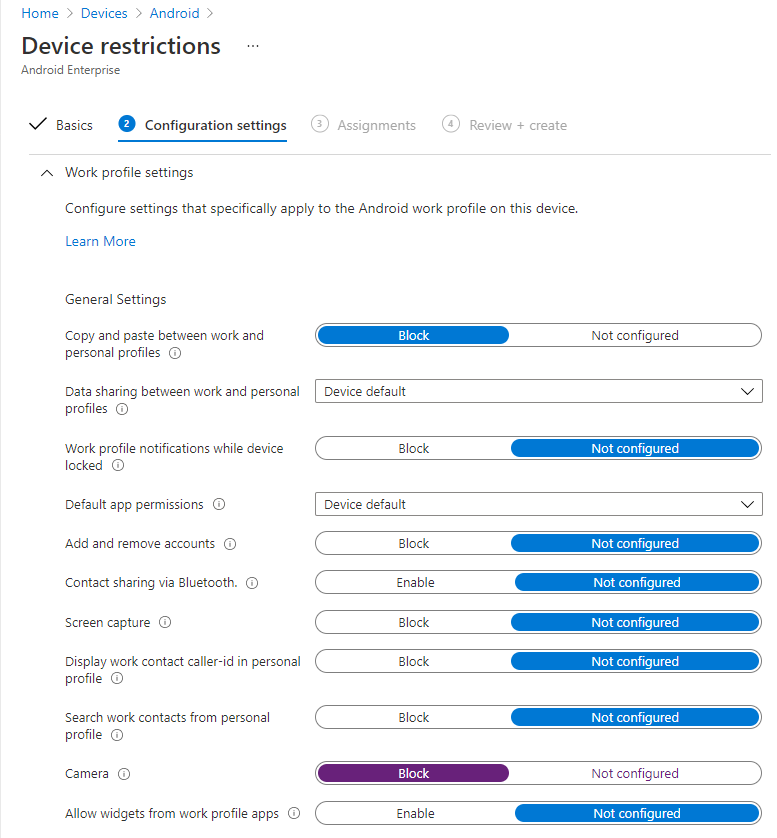 Home > Devices > Android >
Device restrictions ...
Android Enterprise
Basics 2 Configuration settings 3 Assignments 4 Review + create
Work profile settings
Configure settings that specifically apply to the Android work profile on this device.
Learn More
General Settings
Copy and paste between work and Block Not configured
personal profiles
Data sharing between work and personal Device default
profiles
Work profile notifications while device Block Not configured
locked
Default app permissions Device default
Add and remove accounts Block Not configured
Contact sharing via Bluetooth. Enable Not configured
Screen capture Block Not configured
Display work contact caller-id in personal Block Not configured
profile
Search work contacts from personal Block Not configured
profile
Camera Block Not configured
Allow widgets from work profile apps Enable Not configured